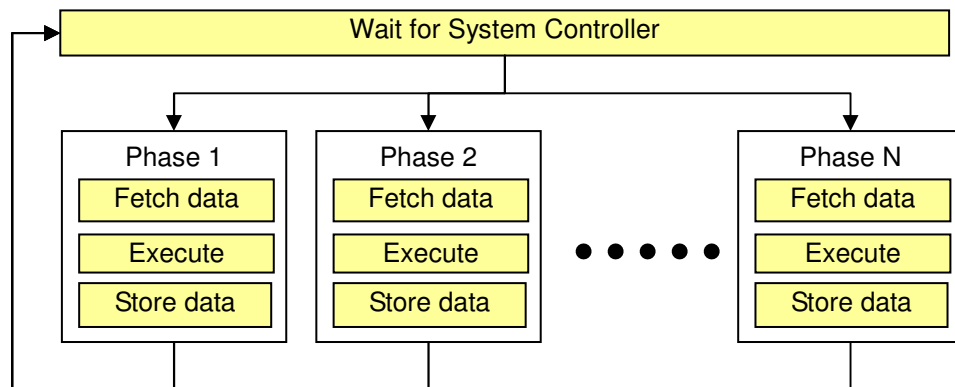 Wait for System Controller
Phase 1
Fetch data
Execute
Store data
Phase 2
Fetch data
Execute
Store data
Phase N
Fetch data
Execute
Store data